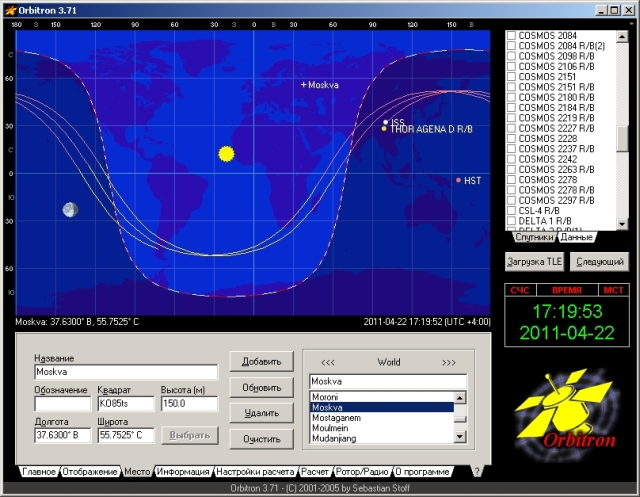 Orbitron 3.71
180 З 150 120 90 60 30 З 0 В 30 60 90 120 150 В
С
60
30
С
0
Ю
30
60
Ю
Moskva
ISS
THOR AGENA D R/B
HST
Moskva: 37.6300° В, 55.7525° С
2011-04-22 17:19:52 (UTC +4:00)
COSMOS 2084
COSMOS 2084 R/B(2)
COSMOS 2098 R/B
COSMOS 2106 R/B
COSMOS 2151
COSMOS 2151 R/B
COSMOS 2180 R/B
COSMOS 2184 R/B
COSMOS 2219 R/B
COSMOS 2227 R/B
COSMOS 2228
COSMOS 2237 R/B
COSMOS 2242
COSMOS 2263 R/B
COSMOS 2278
COSMOS 2278 R/B
COSMOS 2297 R/B
CSL-4 R/B
DELTA 1 R/B
DELTA 2 R/B(1)
Спутники Данные
Загрузка TLE Следующий
СЧС ВРЕМЯ МСТ
17:19:53
2011-04-22
Orbitron
Название
Moskva
Обозначение Квадрат Высота (м)
KO85ts 150.0
Долгота Широта
37.6300° В 55.7525° С Выбрать
Добавить
Обновить
Удалить
Очистить
<<< World >>>
Moskva
Moroni
Moskva
Mostaganem
Moulmein
Mudanjiang
Главное Отображение Место Информация Настройки расчета Расчет Ротор/Радио О программе ?
Orbitron 3.71 - (C) 2001-2005 by Sebastian Stoff